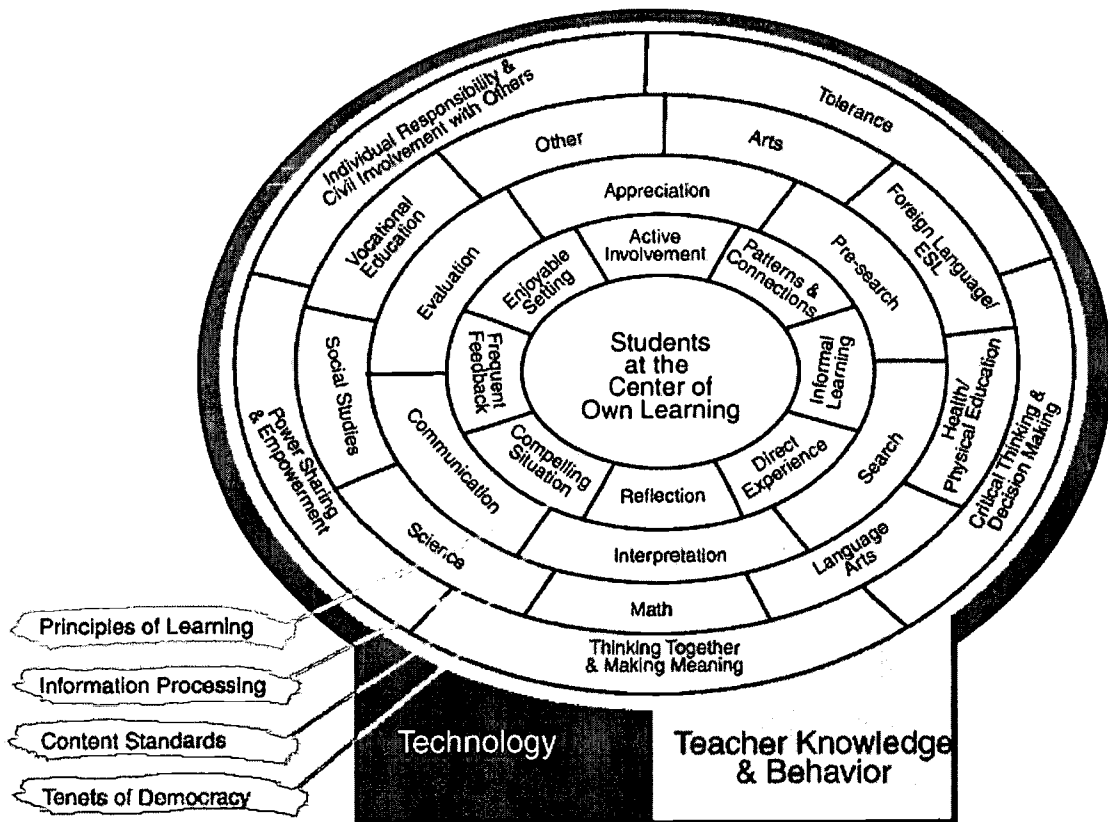 Individual Responsibility &
Civil Involvement with Others
Tolerance
Other
Arts
Vocational
Education
Foreign Language/
ESL
Appreciation
Evaluation
Pre-search
Active
Involvement
Enjoyable
Setting
Patterns &
Connections
Students
at the
Center of
Own Learning
Frequent
Feedback
Informal
Learning
Social Studies
Health/
Physical Education
Power Sharing
& Empowerment
Critical Thinking &
Decision Making
Communication
Search
Compelling
Situation
Direct
Experience
Reflection
Interpretation
Science
Language
Arts
Math
Thinking Together
& Making Meaning
Principles of Learning
Information Processing
Content Standards
Tenets of Democracy
Technology
Teacher Knowledge
& Behavior